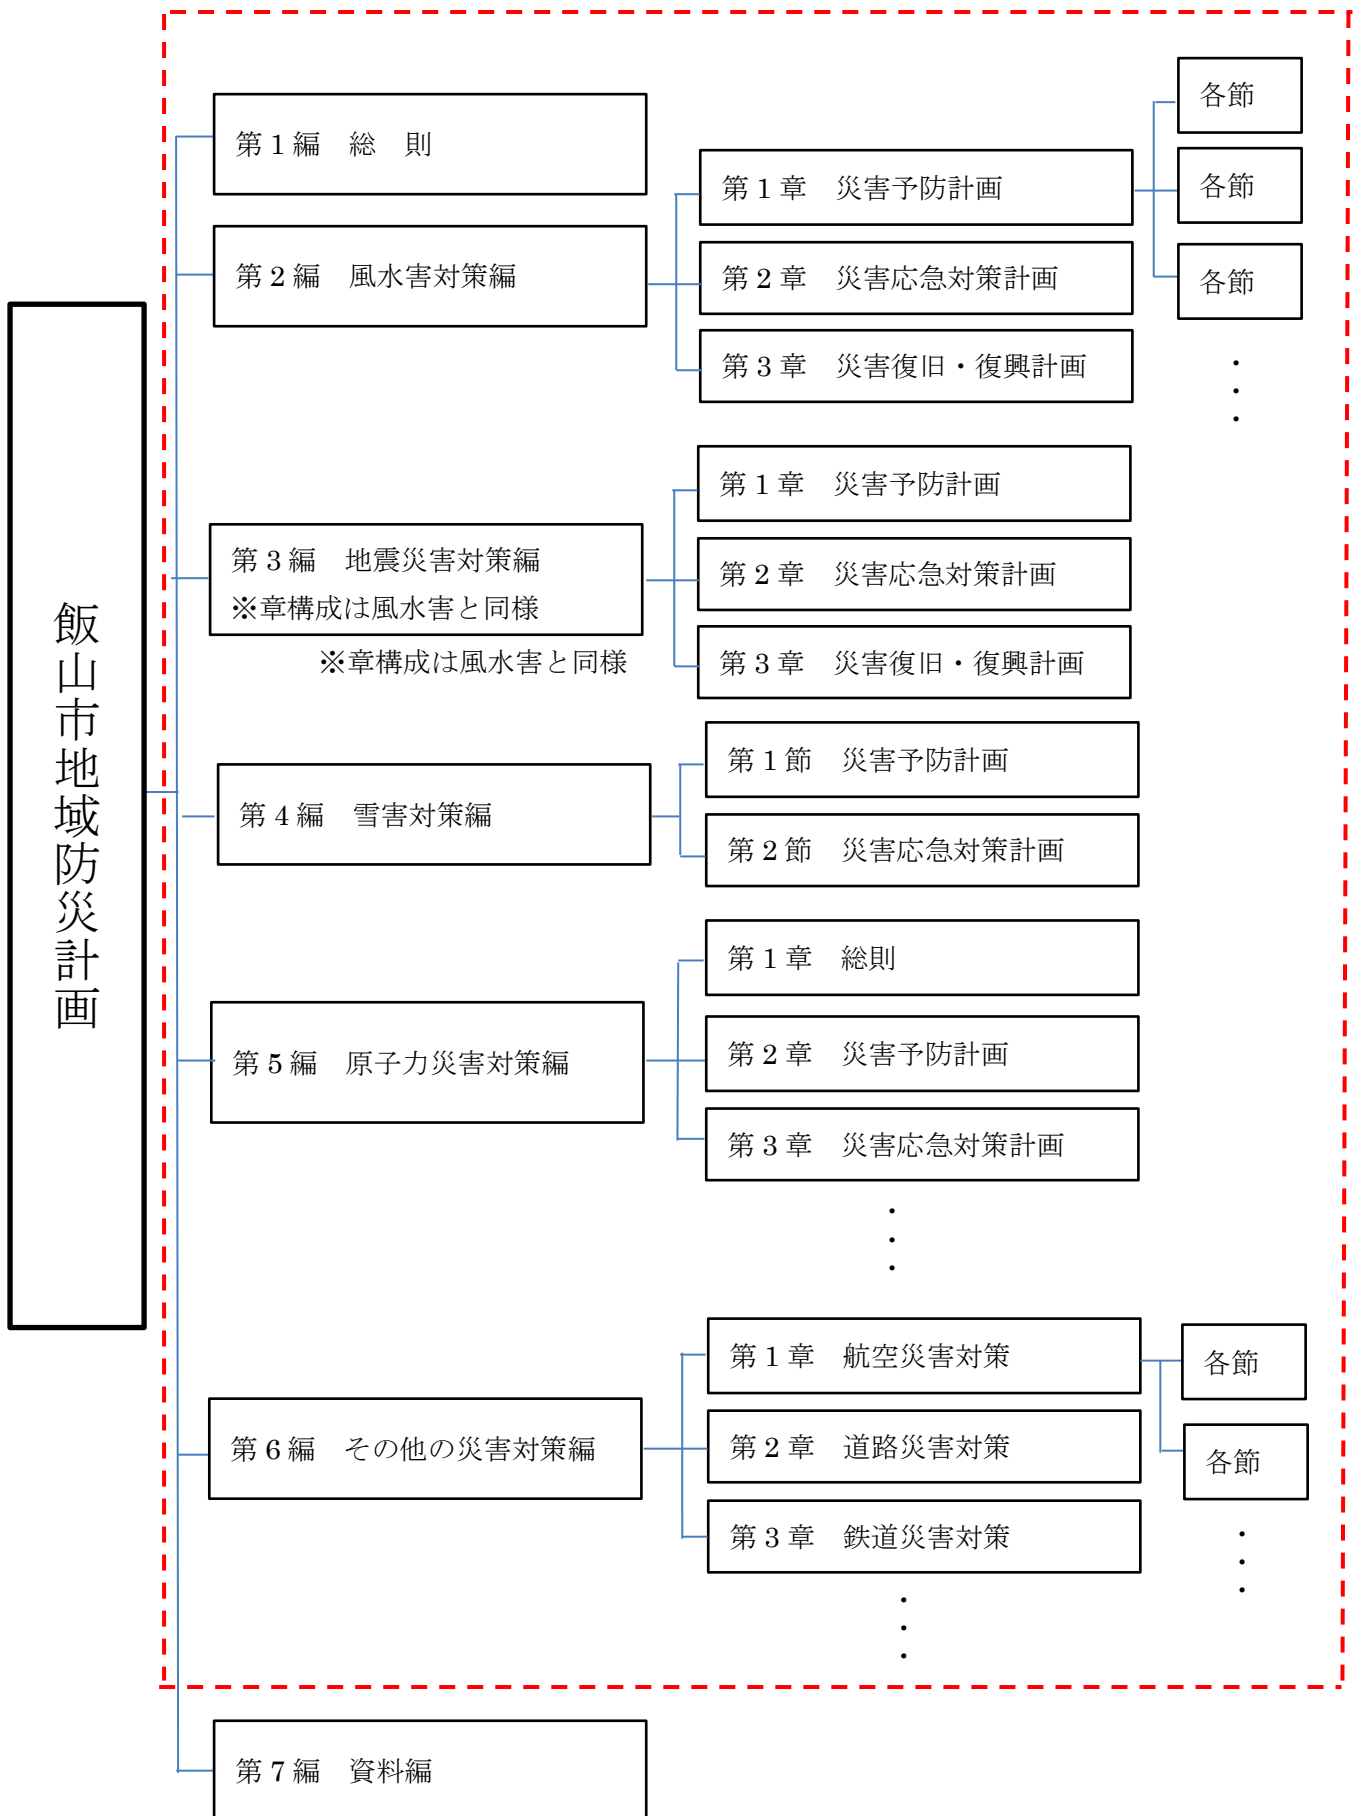 飯山市地域防災計画
第1編　総　則
第2編　風水害対策編
第1章　災害予防計画
各節
各節
各節
・
・
・
第2章　災害応急対策計画
第3章　災害復旧・復興計画
第3編　地震災害対策編
※章構成は風水害と同様
※章構成は風水害と同様
第1章　災害予防計画
第2章　災害応急対策計画
第3章　災害復旧・復興計画
第4編　雪害対策編
第1節　災害予防計画
第2節　災害応急対策計画
第5編　原子力災害対策編
第1章　総則
第2章　災害予防計画
第3章　災害応急対策計画
・
・
・
第6編　その他の災害対策編
第1章　航空災害対策
各節
各節
・
・
・
第2章　道路災害対策
第3章　鉄道災害対策
・
・
・
第7編　資料編